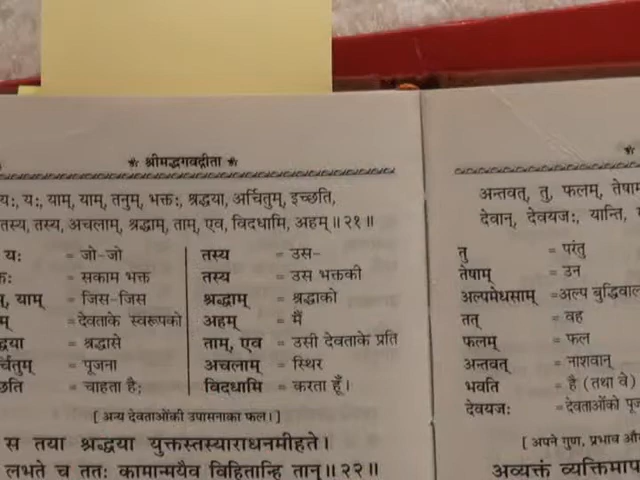 * श्रीमद्भगवद्गीता *
यः, यः, याम्, याम्, तनुम्, भक्तः, श्रद्धया, अर्चितुम्, इच्छति,
तस्य, तस्य, अचलाम्, श्रद्धाम्, ताम्, एव, विदधामि, अहम्॥२१॥
यः = जो-जो
= सकाम भक्त
याम् = जिस-जिस
= देवताके स्वरूपको
= श्रद्धासे
= पूजना
= चाहता है;
तस्य = उस-
तस्य = उस भक्तकी
श्रद्धाम् = श्रद्धाको
अहम् = मैं
ताम्, एव = उसी देवताके प्रति
अचलाम् = स्थिर
विदधामि = करता हूँ।
[ अन्य देवताओंकी उपासनाका फल।]
स तया श्रद्धया युक्तस्तस्याराधनमीहते।
लभते च ततः कामान्मयैव विहितान्हि तान्॥२२॥
*
अन्तवत्, तु, फलम्,
देवान्, देवयजः, यान्ति,
तु = परंतु
तेषाम् = उन
अल्पमेधसाम् = अल्प
तत् = वह
फलम् = फल
अन्तवत् = नाशवान्
भवति = है (तथा वे)
देवयजः = देवताओंको
[ अपने गुण, प्रभाव
अव्यक्तं